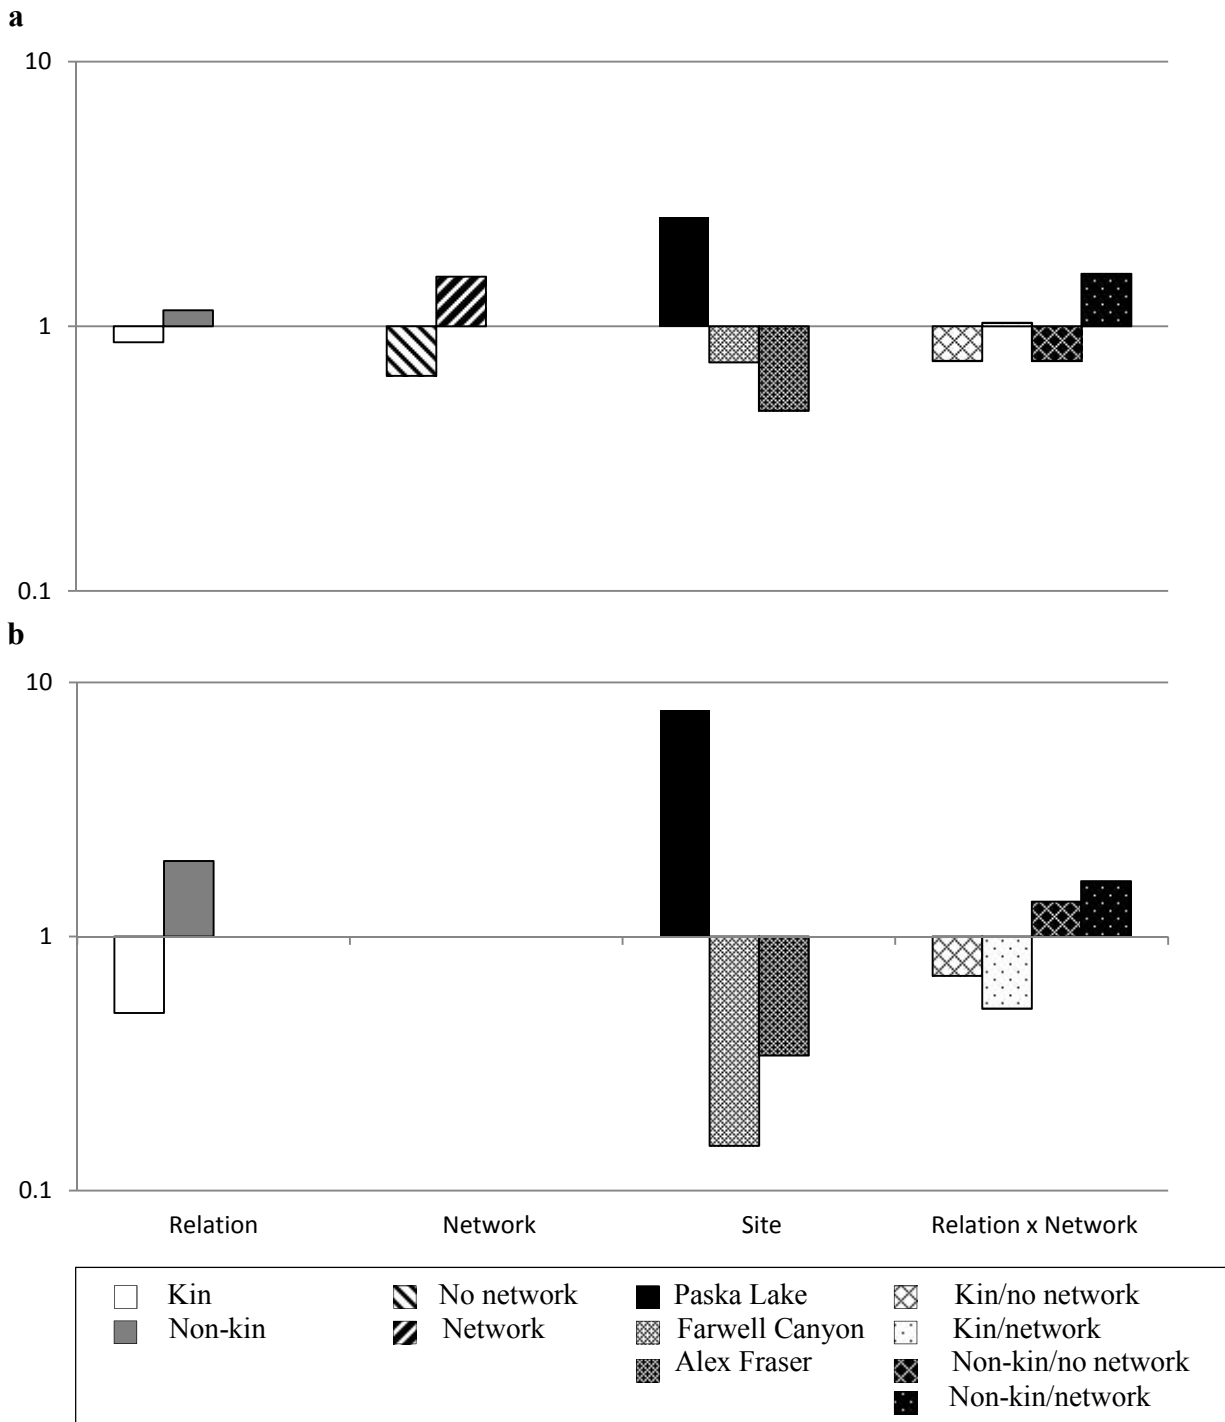 a
10
1
0.1
b
10
1
0.1
Relation Network Site Relation x Network
Kin No network Paska Lake Kin/no network
Non-kin Network Farwell Canyon Kin/network
Alex Fraser Non-kin/no network
Non-kin/network